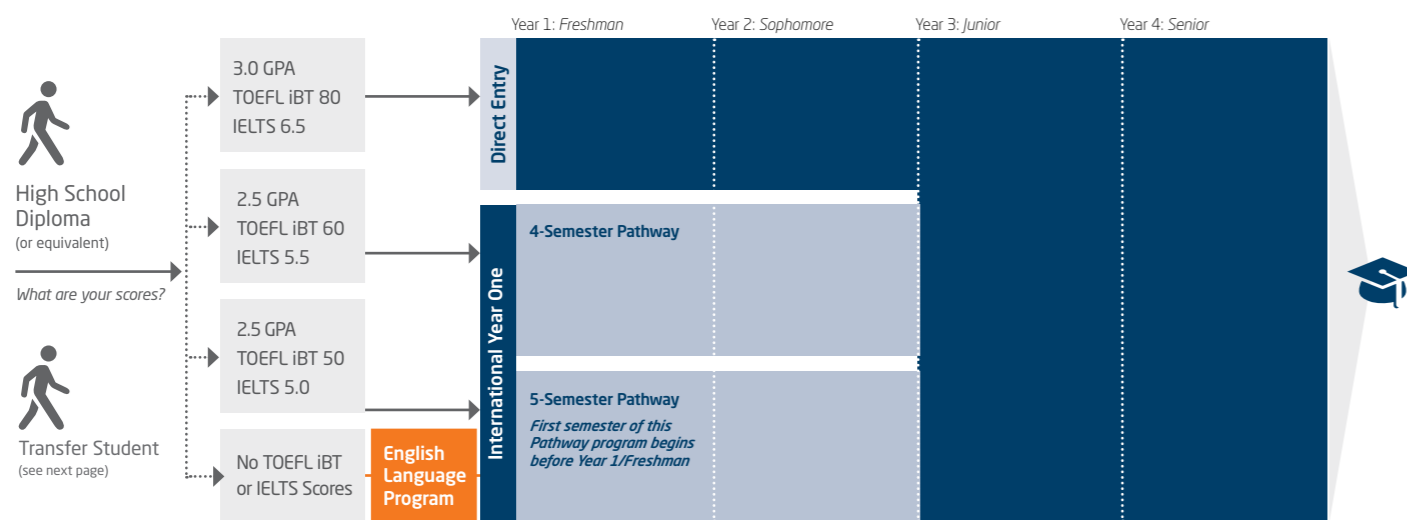 Year 1: Freshman
Year 2: Sophomore
Year 3: Junior
Year 4: Senior
High School
Diploma
(or equivalent)
What are your scores?
Transfer Student
(see next page)
3.0 GPA
TOEFL iBT 80
IELTS 6.5
2.5 GPA
TOEFL iBT 60
IELTS 5.5
2.5 GPA
TOEFL iBT 50
IELTS 5.0
No TOEFL iBT
or IELTS Scores
English
Language
Program
Direct Entry
International Year One
4-Semester Pathway
5-Semester Pathway
First semester of this
Pathway program begins
before Year 1/Freshman